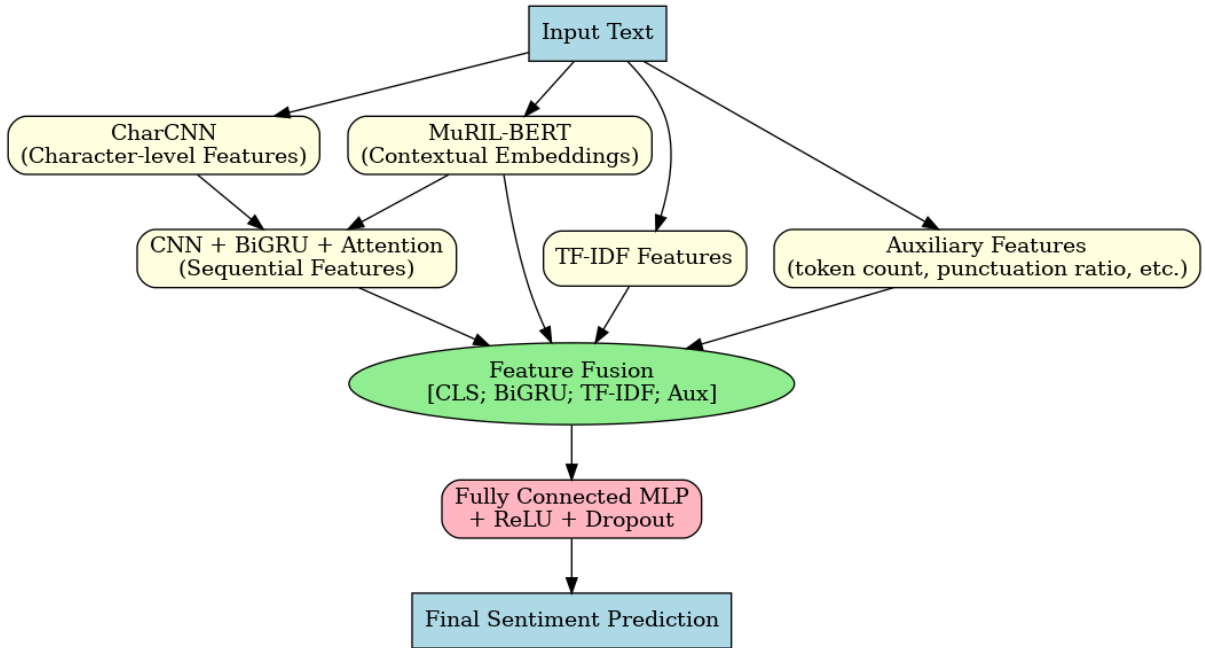 Input Text
CharCNN
(Character-level Features)
MuRIL-BERT
(Contextual Embeddings)
CNN + BiGRU + Attention
(Sequential Features)
TF-IDF Features
Auxiliary Features
(token count, punctuation ratio, etc.)
Feature Fusion
[CLS; BiGRU; TF-IDF; Aux]
Fully Connected MLP
+ ReLU + Dropout
Final Sentiment Prediction